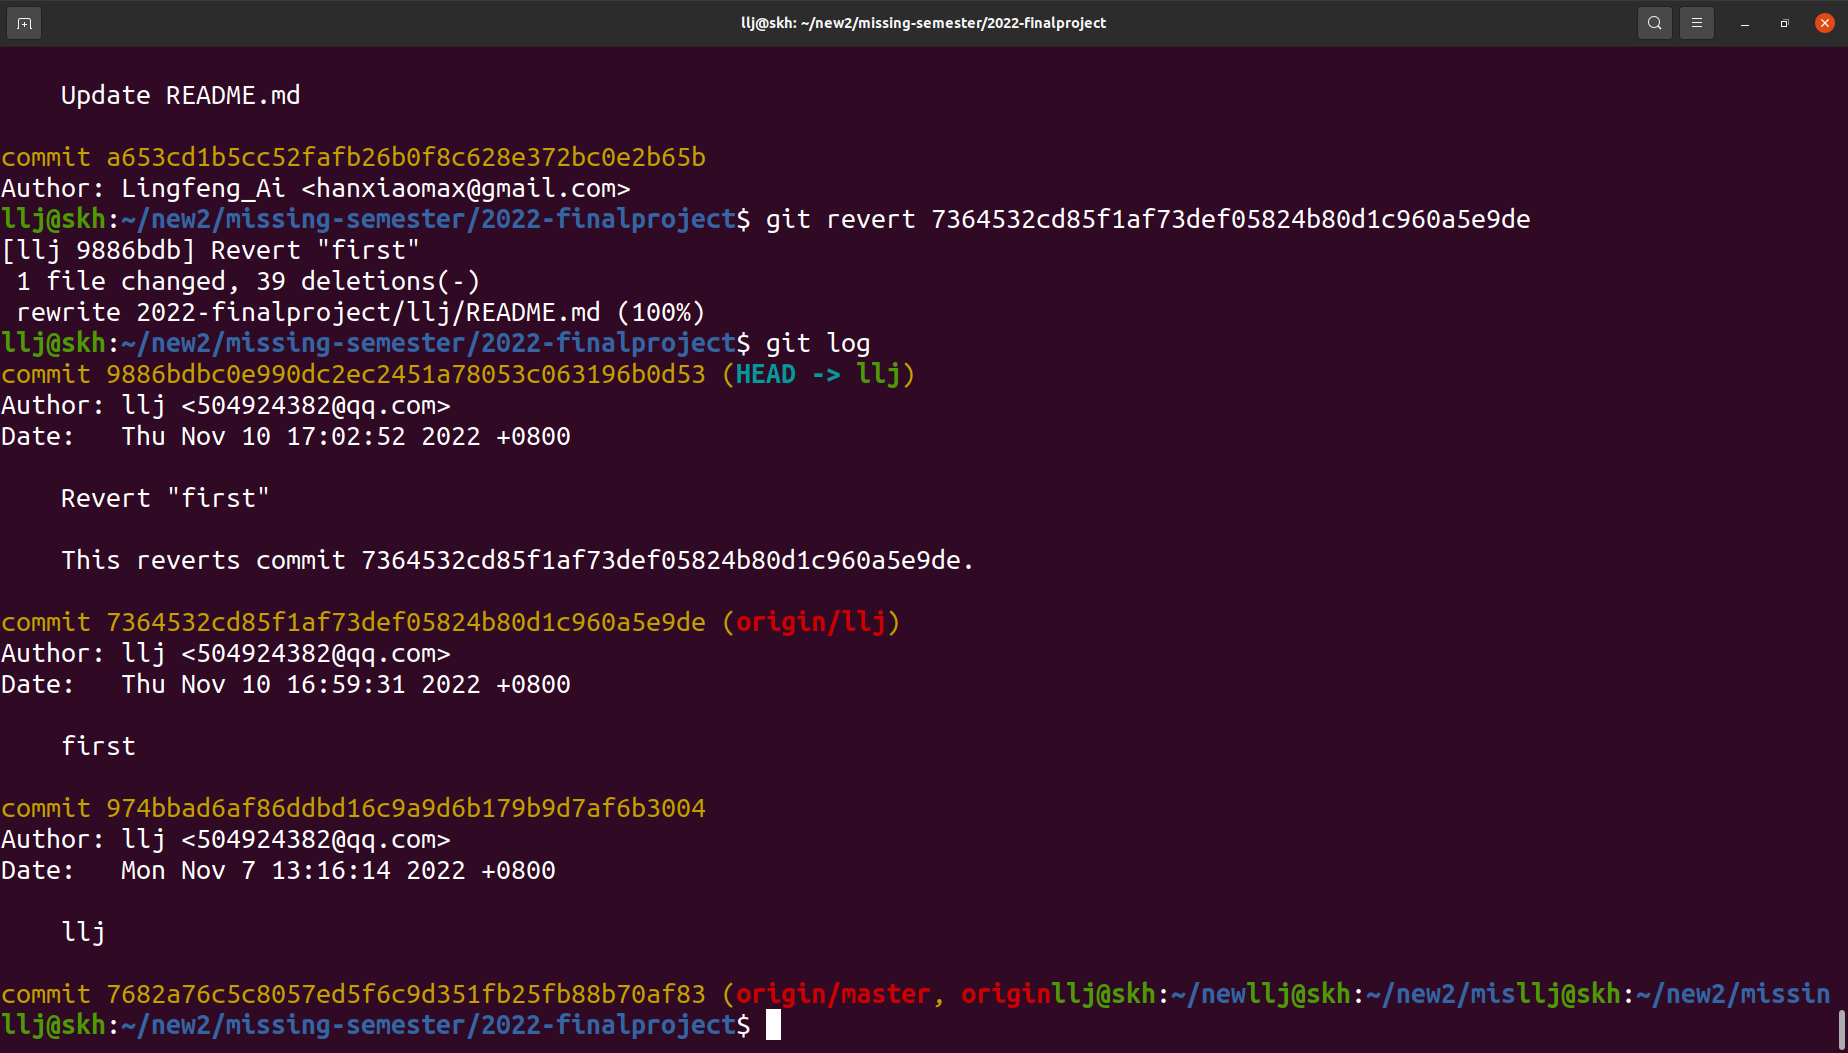 llj@skh: ~/new2/missing-semester/2022-finalproject
Update README.md
commit a653cd1b5cc52fafb26b0f8c628e372bc0e2b65b
Author: Lingfeng_Ai <hanxiaomax@gmail.com>
llj@skh:~/new2/missing-semester/2022-finalproject$ git revert 7364532cd85f1af73def05824b80d1c960a5e9de
[llj 9886bdb] Revert "first"
1 file changed, 39 deletions(-)
rewrite 2022-finalproject/llj/README.md (100%)
llj@skh:~/new2/missing-semester/2022-finalproject$ git log
commit 9886bdbc0e990dc2ec2451a78053c063196b0d53 (HEAD -> llj)
Author: llj <504924382@qq.com>
Date:   Thu Nov 10 17:02:52 2022 +0800
Revert "first"
This reverts commit 7364532cd85f1af73def05824b80d1c960a5e9de.
commit 7364532cd85f1af73def05824b80d1c960a5e9de (origin/llj)
Author: llj <504924382@qq.com>
Date:   Thu Nov 10 16:59:31 2022 +0800
first
commit 974bbad6af86ddbd16c9a9d6b179b9d7af6b3004
Author: llj <504924382@qq.com>
Date:   Mon Nov 7 13:16:14 2022 +0800
llj
commit 7682a76c5c8057ed5f6c9d351fb25fb88b70af83 (origin/master, originllj@skh:~/newllj@skh:~/new2/misllj@skh:~/new2/missin
llj@skh:~/new2/missing-semester/2022-finalproject$